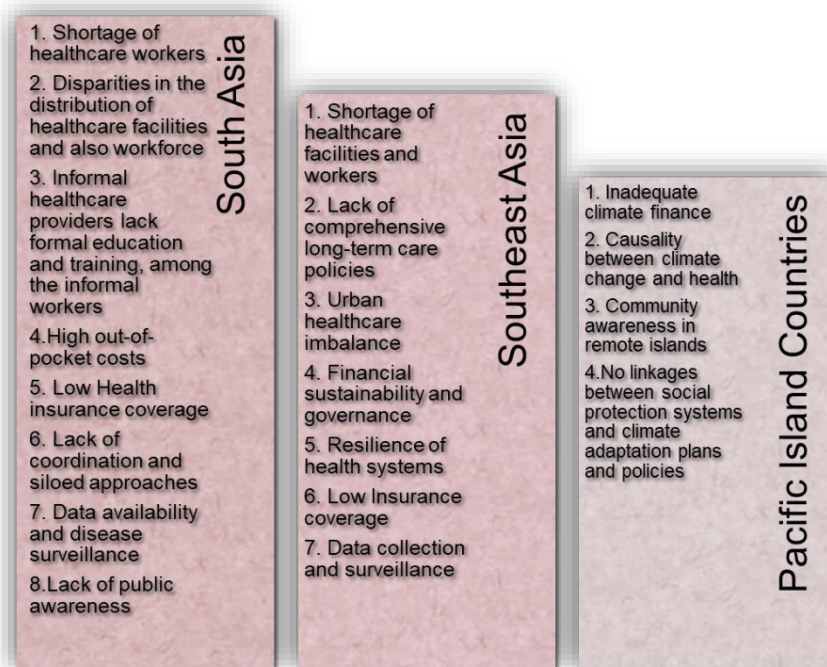 South Asia
1. Shortage of
healthcare workers
2. Disparities in the
distribution of
healthcare facilities
and also workforce
3. Informal
healthcare
providers lack
formal education
and training, among
the informal
workers
4.High out-of-
pocket costs
5. Low Health
insurance coverage
6. Lack of
coordination and
siloed approaches
7. Data availability
and disease
surveillance
8.Lack of public
awareness
Southeast Asia
1. Shortage of
healthcare
facilities and
workers
2. Lack of
comprehensive
long-term care
policies
3. Urban
healthcare
imbalance
4. Financial
sustainability and
governance
5. Resilience of
health systems
6. Low Insurance
coverage
7. Data collection
and surveillance
Pacific Island Countries
1. Inadequate
climate finance
2. Causality
between climate
change and health
3. Community
awareness in
remote islands
4.No linkages
between social
protection systems
and climate
adaptation plans
and policies